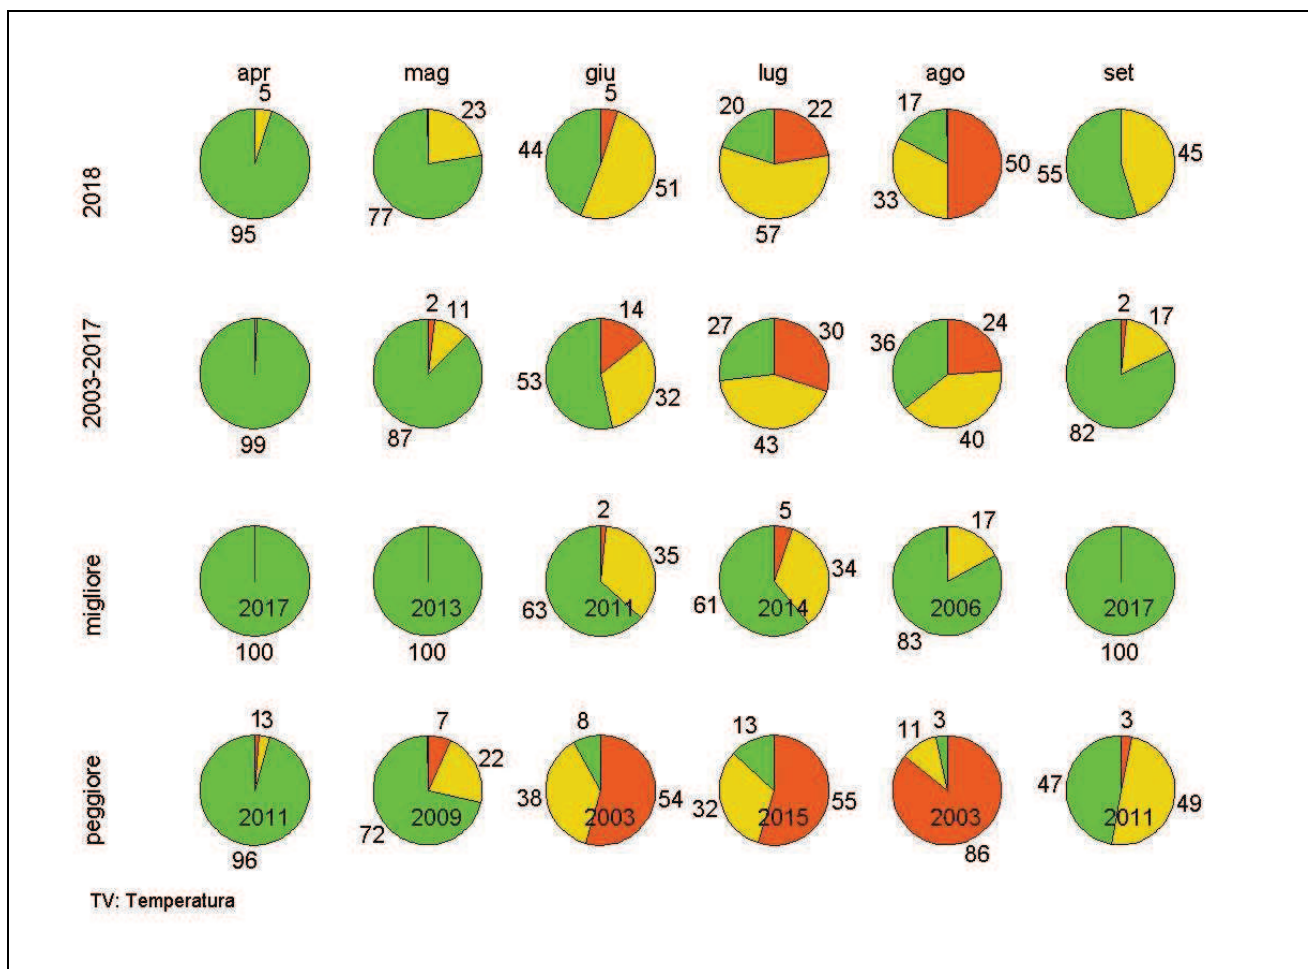 apr mag giu lug ago set
2018
5 95
23 77
5 44 51
20 22 57
17 50 33
45 55
2003-2017
99
2 11 87
14 53 32
27 30 43
36 24 40
2 17 82
migliore
2017 100
2013 100
2 35 63 2011
5 34 61 2014
17 2006 83
2017 100
peggiore
13 2011 96
7 22 2009 72
8 38 54 2003
13 32 55 2015
11 3 2003 86
3 47 49 2011
TV: Temperatura